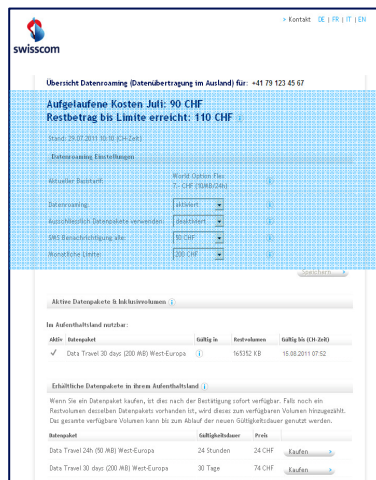 > Kontakt DE | FR | IT | EN
swisscom
Übersicht Datenroaming (Datenübertragung im Ausland) für: +41 79 123 45 67
Aufgelaufene Kosten Juli: 90 CHF
Restbetrag bis Limite erreicht: 110 CHF
Stand: 29.07.2011 10:10 (CH-Zeit)
Datenroaming Einstellungen
Aktueller Basistarif: World Option Flex
7.- CHF (10MB/24h)
Datenroaming: aktiviert
Ausschliesslich Datenpakete verwenden: deaktiviert
SMS Benachrichtigung alle: 50 CHF
Monatliche Limite: 200 CHF
Speichern
Aktive Datenpakete & Inklusivvolumen
Im Aufenthaltsland nutzbar:
Aktiv Datenpaket Gültig in Restvolumen Gültig bis (CH-Zeit)
Data Travel 30 days (200 MB) West-Europa 165352 KB 15.08.2011 07:52
Erhältliche Datenpakete in ihrem Aufenthaltsland
Wenn Sie ein Datenpaket kaufen, ist dies nach der Bestätigung sofort verfügbar. Falls noch ein
Restvolumen desselben Datenpakets vorhanden ist, wird dieses zum verfügbaren Volumen hinzugezählt.
Das gesamte verfügbare Volumen kann bis zum Ablauf der neuen Gültigkeitsdauer genutzt werden.
Datenpaket Gültigkeitsdauer Preis
Data Travel 24h (50 MB) West-Europa 24 Stunden 24 CHF Kaufen
Data Travel 30 days (200 MB) West-Europa 30 Tage 74 CHF Kaufen